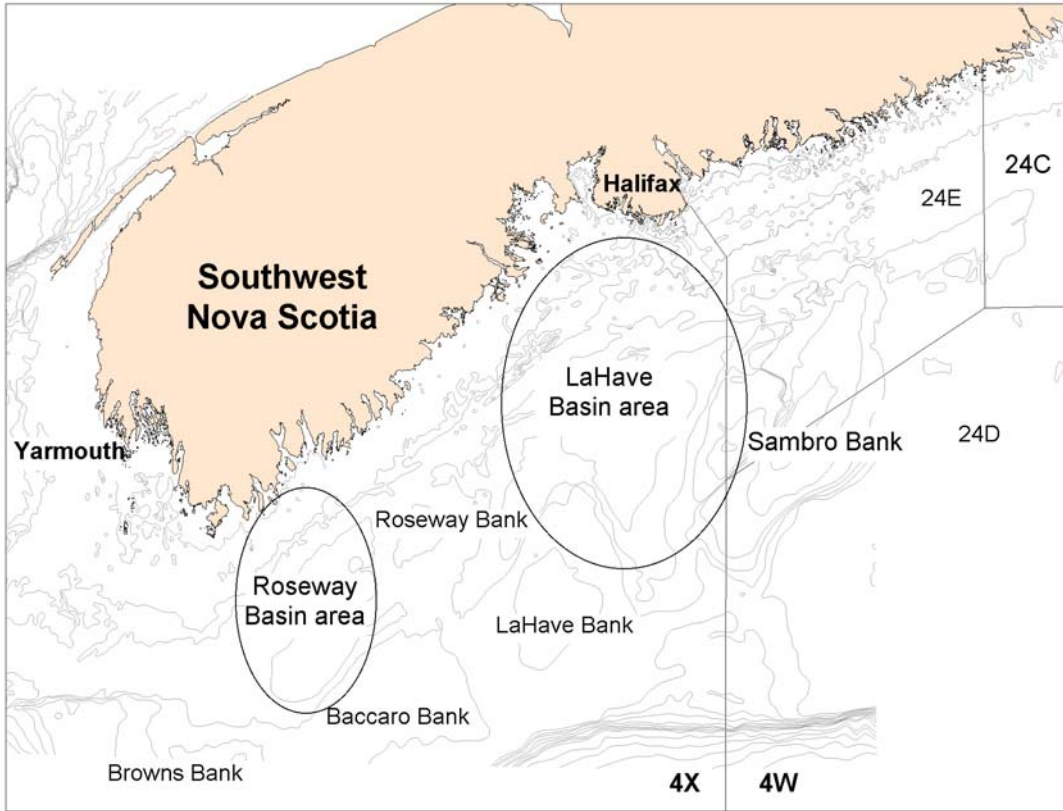 24C
Halifax
24E
Southwest
Nova Scotia
LaHave
Basin area
Sambro Bank
24D
Yarmouth
Roseway Bank
Roseway
Basin area
LaHave Bank
Baccaro Bank
Browns Bank
4X
4W